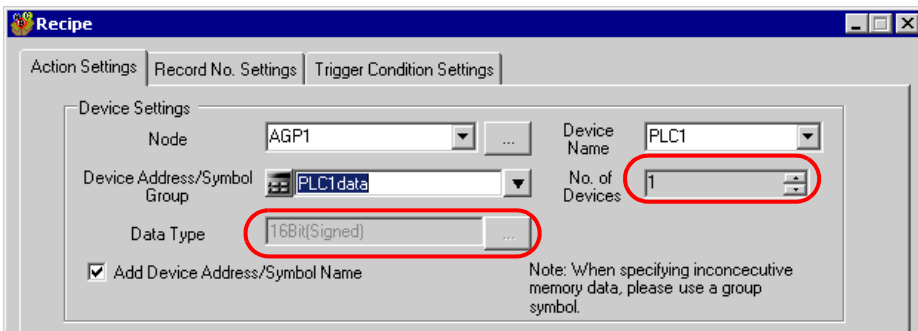 Recipe
Action Settings Record No. Settings Trigger Condition Settings
Device Settings
Node AGP1 ... Device Name PLC1
Device Address/Symbol Group PLC1data No. of Devices 1
Data Type 16Bit(Signed) ...
Add Device Address/Symbol Name
Note: When specifying inconcecutive
memory data, please use a group
symbol.